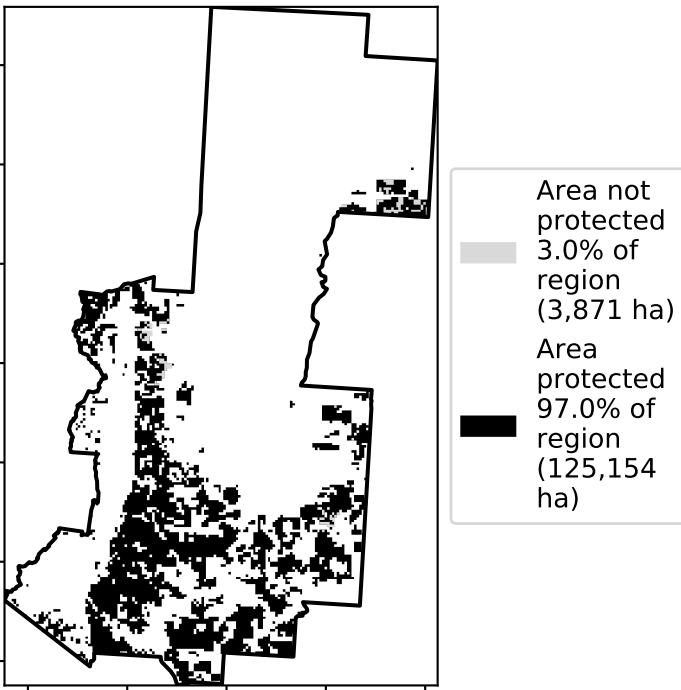 Area not
protected
3.0% of
region
(3,871 ha)
Area
protected
97.0% of
region
(125,154
ha)